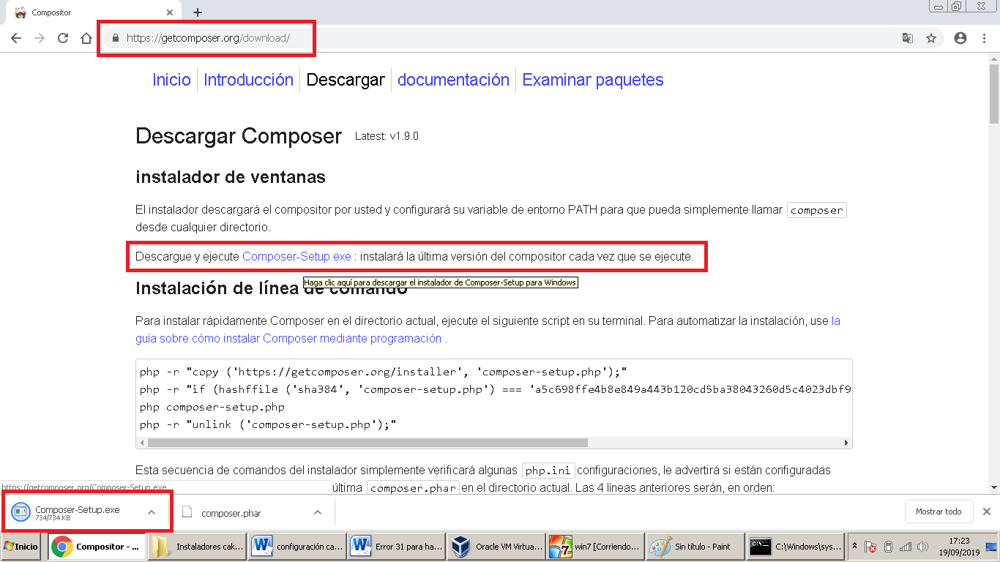 Compositor
https://getcomposer.org/download/
Inicio Introducción Descargar documentación Examinar paquetes
Descargar Composer Latest: v1.9.0
instalador de ventanas
El instalador descargará el compositor por usted y configurará su variable de entorno PATH para que pueda simplemente llamar composer
desde cualquier directorio.
Descargue y ejecute Composer-Setup.exe : instalará la última versión del compositor cada vez que se ejecute.
Haga clic aquí para descargar el instalador de Composer-Setup para Windows
Instalación de línea de comando
Para instalar rápidamente Composer en el directorio actual, ejecute el siguiente script en su terminal. Para automatizar la instalación, use la
guía sobre cómo instalar Composer mediante programación .
php -r "copy ('https://getcomposer.org/installer', 'composer-setup.php');"
php -r "if (hashffile ('sha384', 'composer-setup.php') === 'a5c698ffe4b8e849a443b120cd5ba38043260d5c4023dbf9
php composer-setup.php
php -r "unlink ('composer-setup.php');"
Esta secuencia de comandos del instalador simplemente verificará algunas php.ini configuraciones, le advertirá si están configuradas
https://getcomposer.org/Composer-Setup.exe
última composer.phar en el directorio actual. Las 4 líneas anteriores serán, en orden:
Composer-Setup.exe
734/734 KB
composer.phar
Mostrar todo
Inicio
Compositor - ...
Instaladores cak...
configuración ca...
Error 31 para ha...
Oracle VM Virtua...
win7 [Corriendo...
Sin título - Paint
C:\Windows\sys...
17:23
19/09/2019